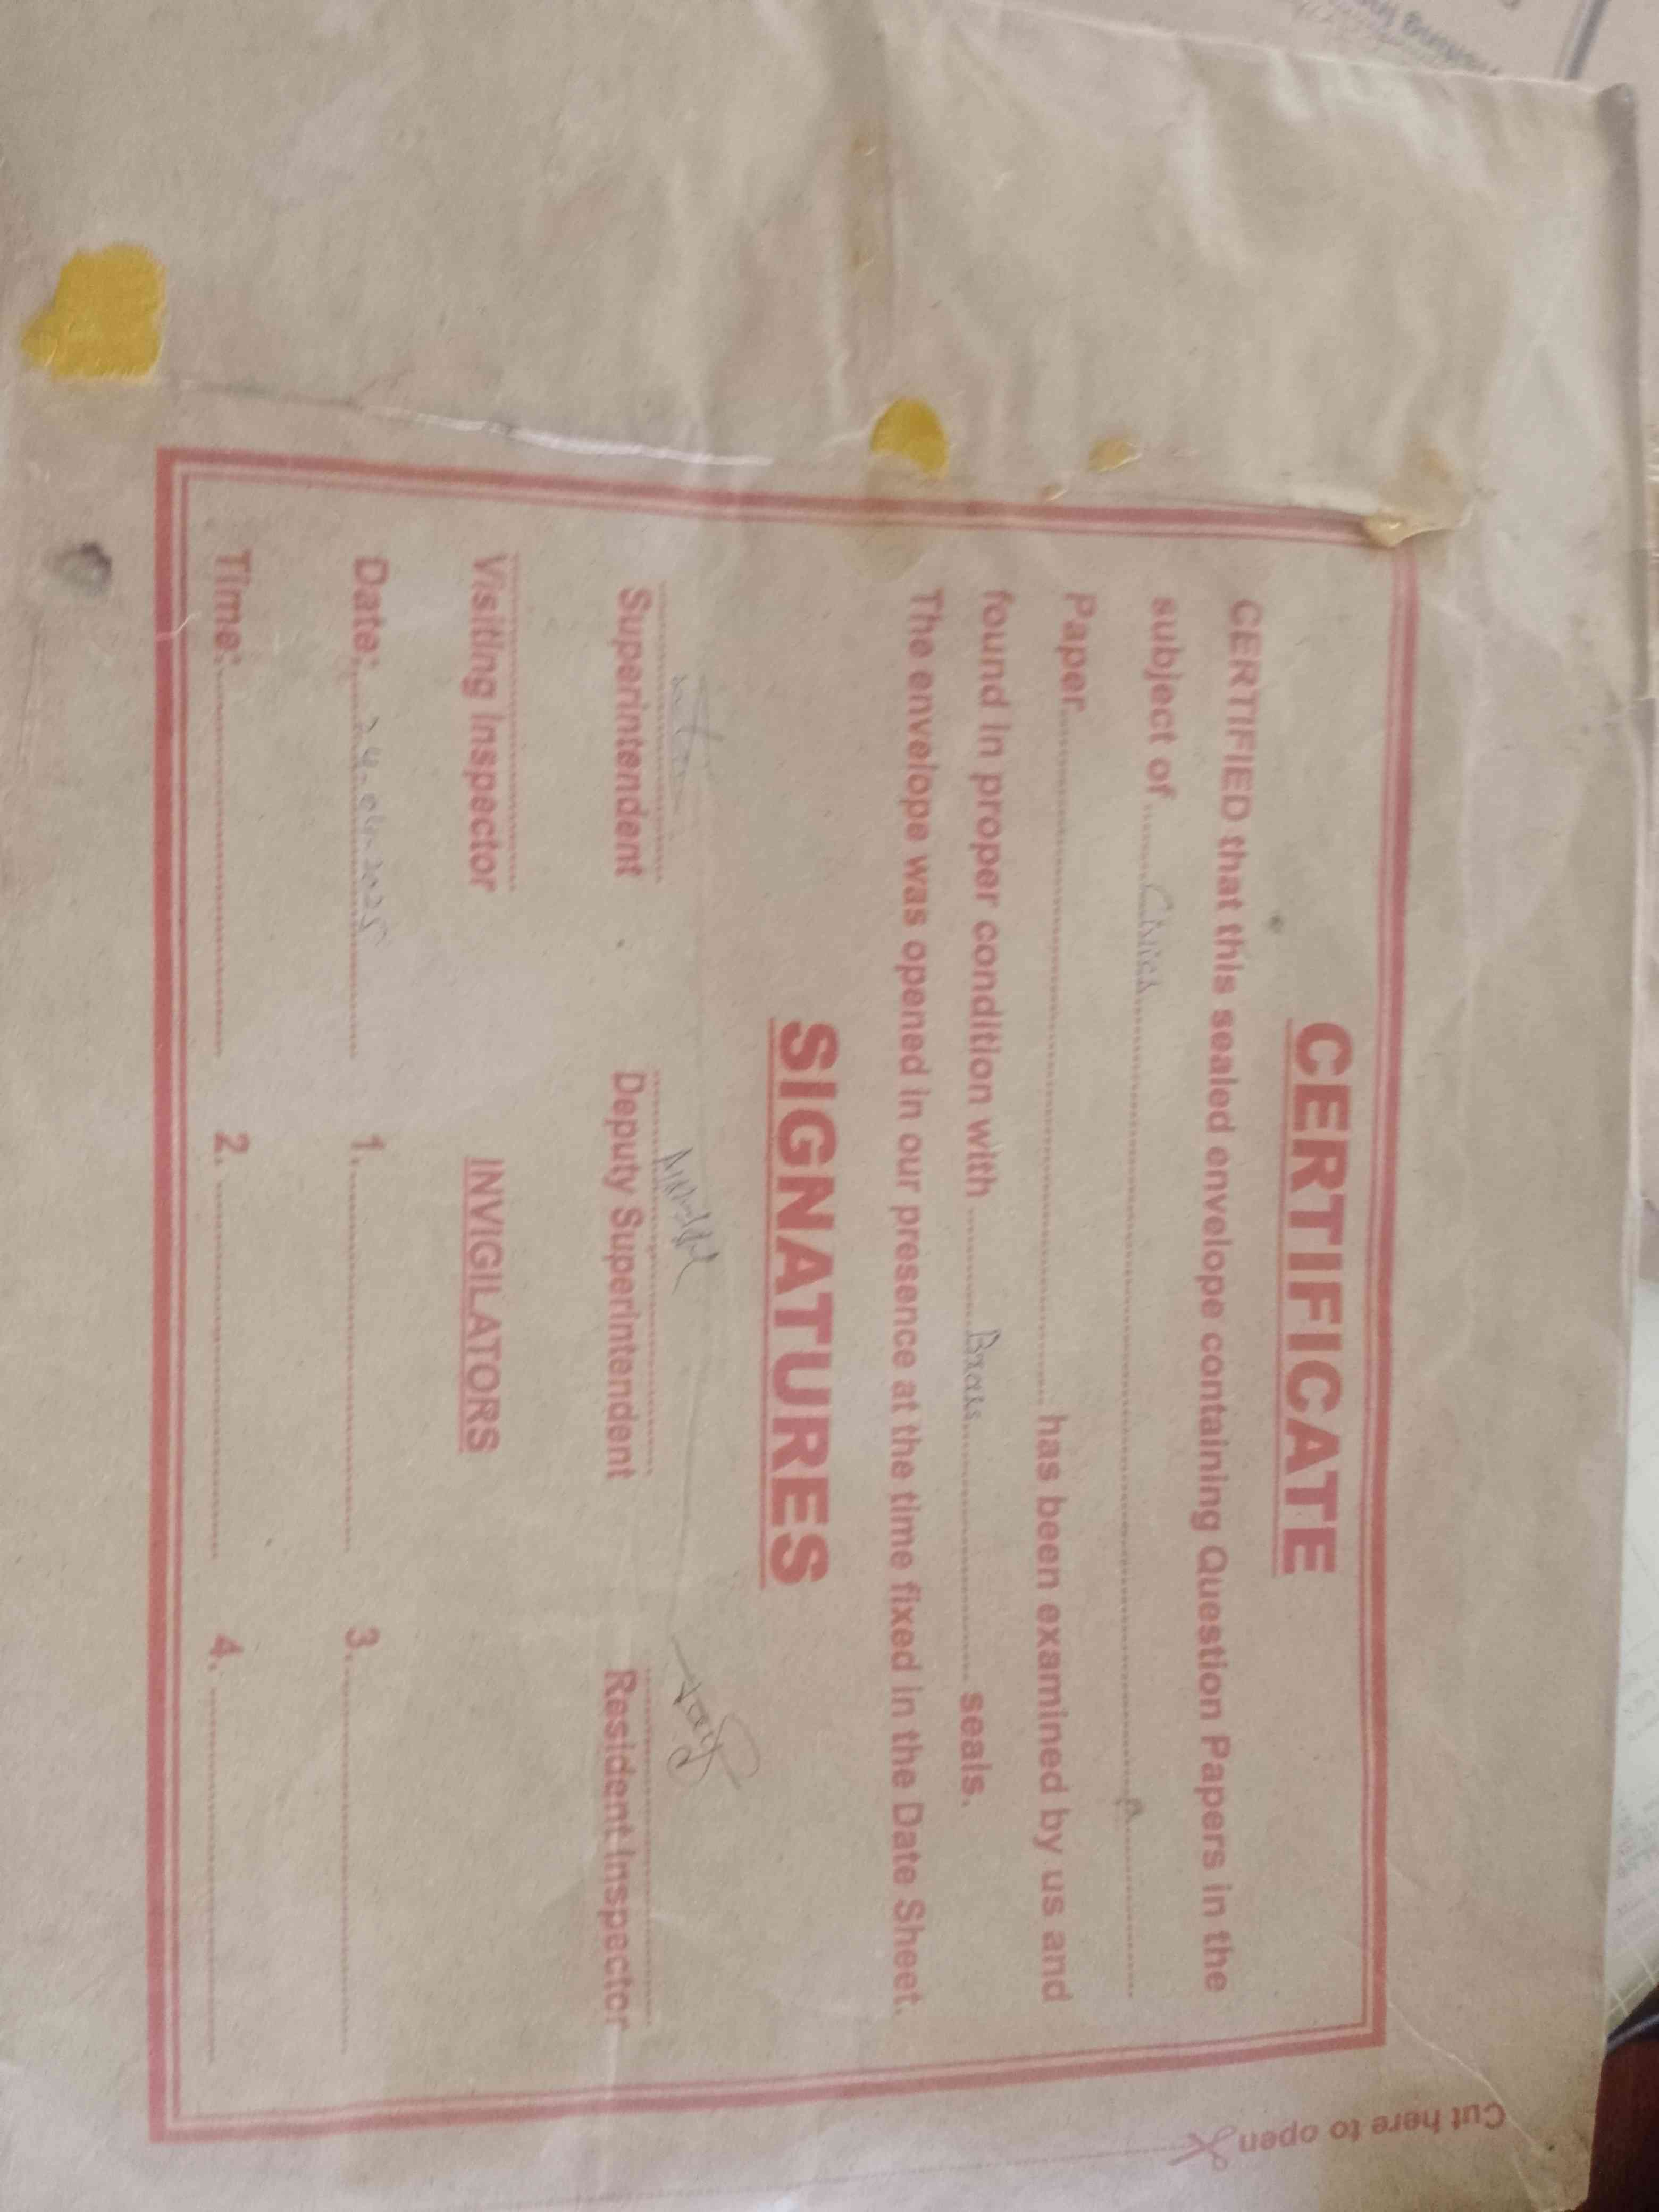 CERTIFICATE
CERTIFIED that this sealed envelope containing Question Papers in the
subject of.....Civics.....
Paper..........has been examined by us and
found in proper condition with..........Brass..........seals.
The envelope was opened in our presence at the time fixed in the Date Sheet.
SIGNATURES
Superintendent Deputy Superintendent Resident Inspector
Visiting Inspector INVIGILATORS
Date:....24-04-2025.... 1............ 3............
Time:............ 2............ 4............
Cut here to open